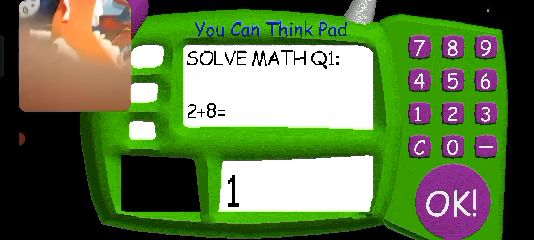 You Can Think Pad
SOLVE MATH Q1:
2+8=
1
7 8 9
4 5 6
1 2 3
C 0 –
OK!